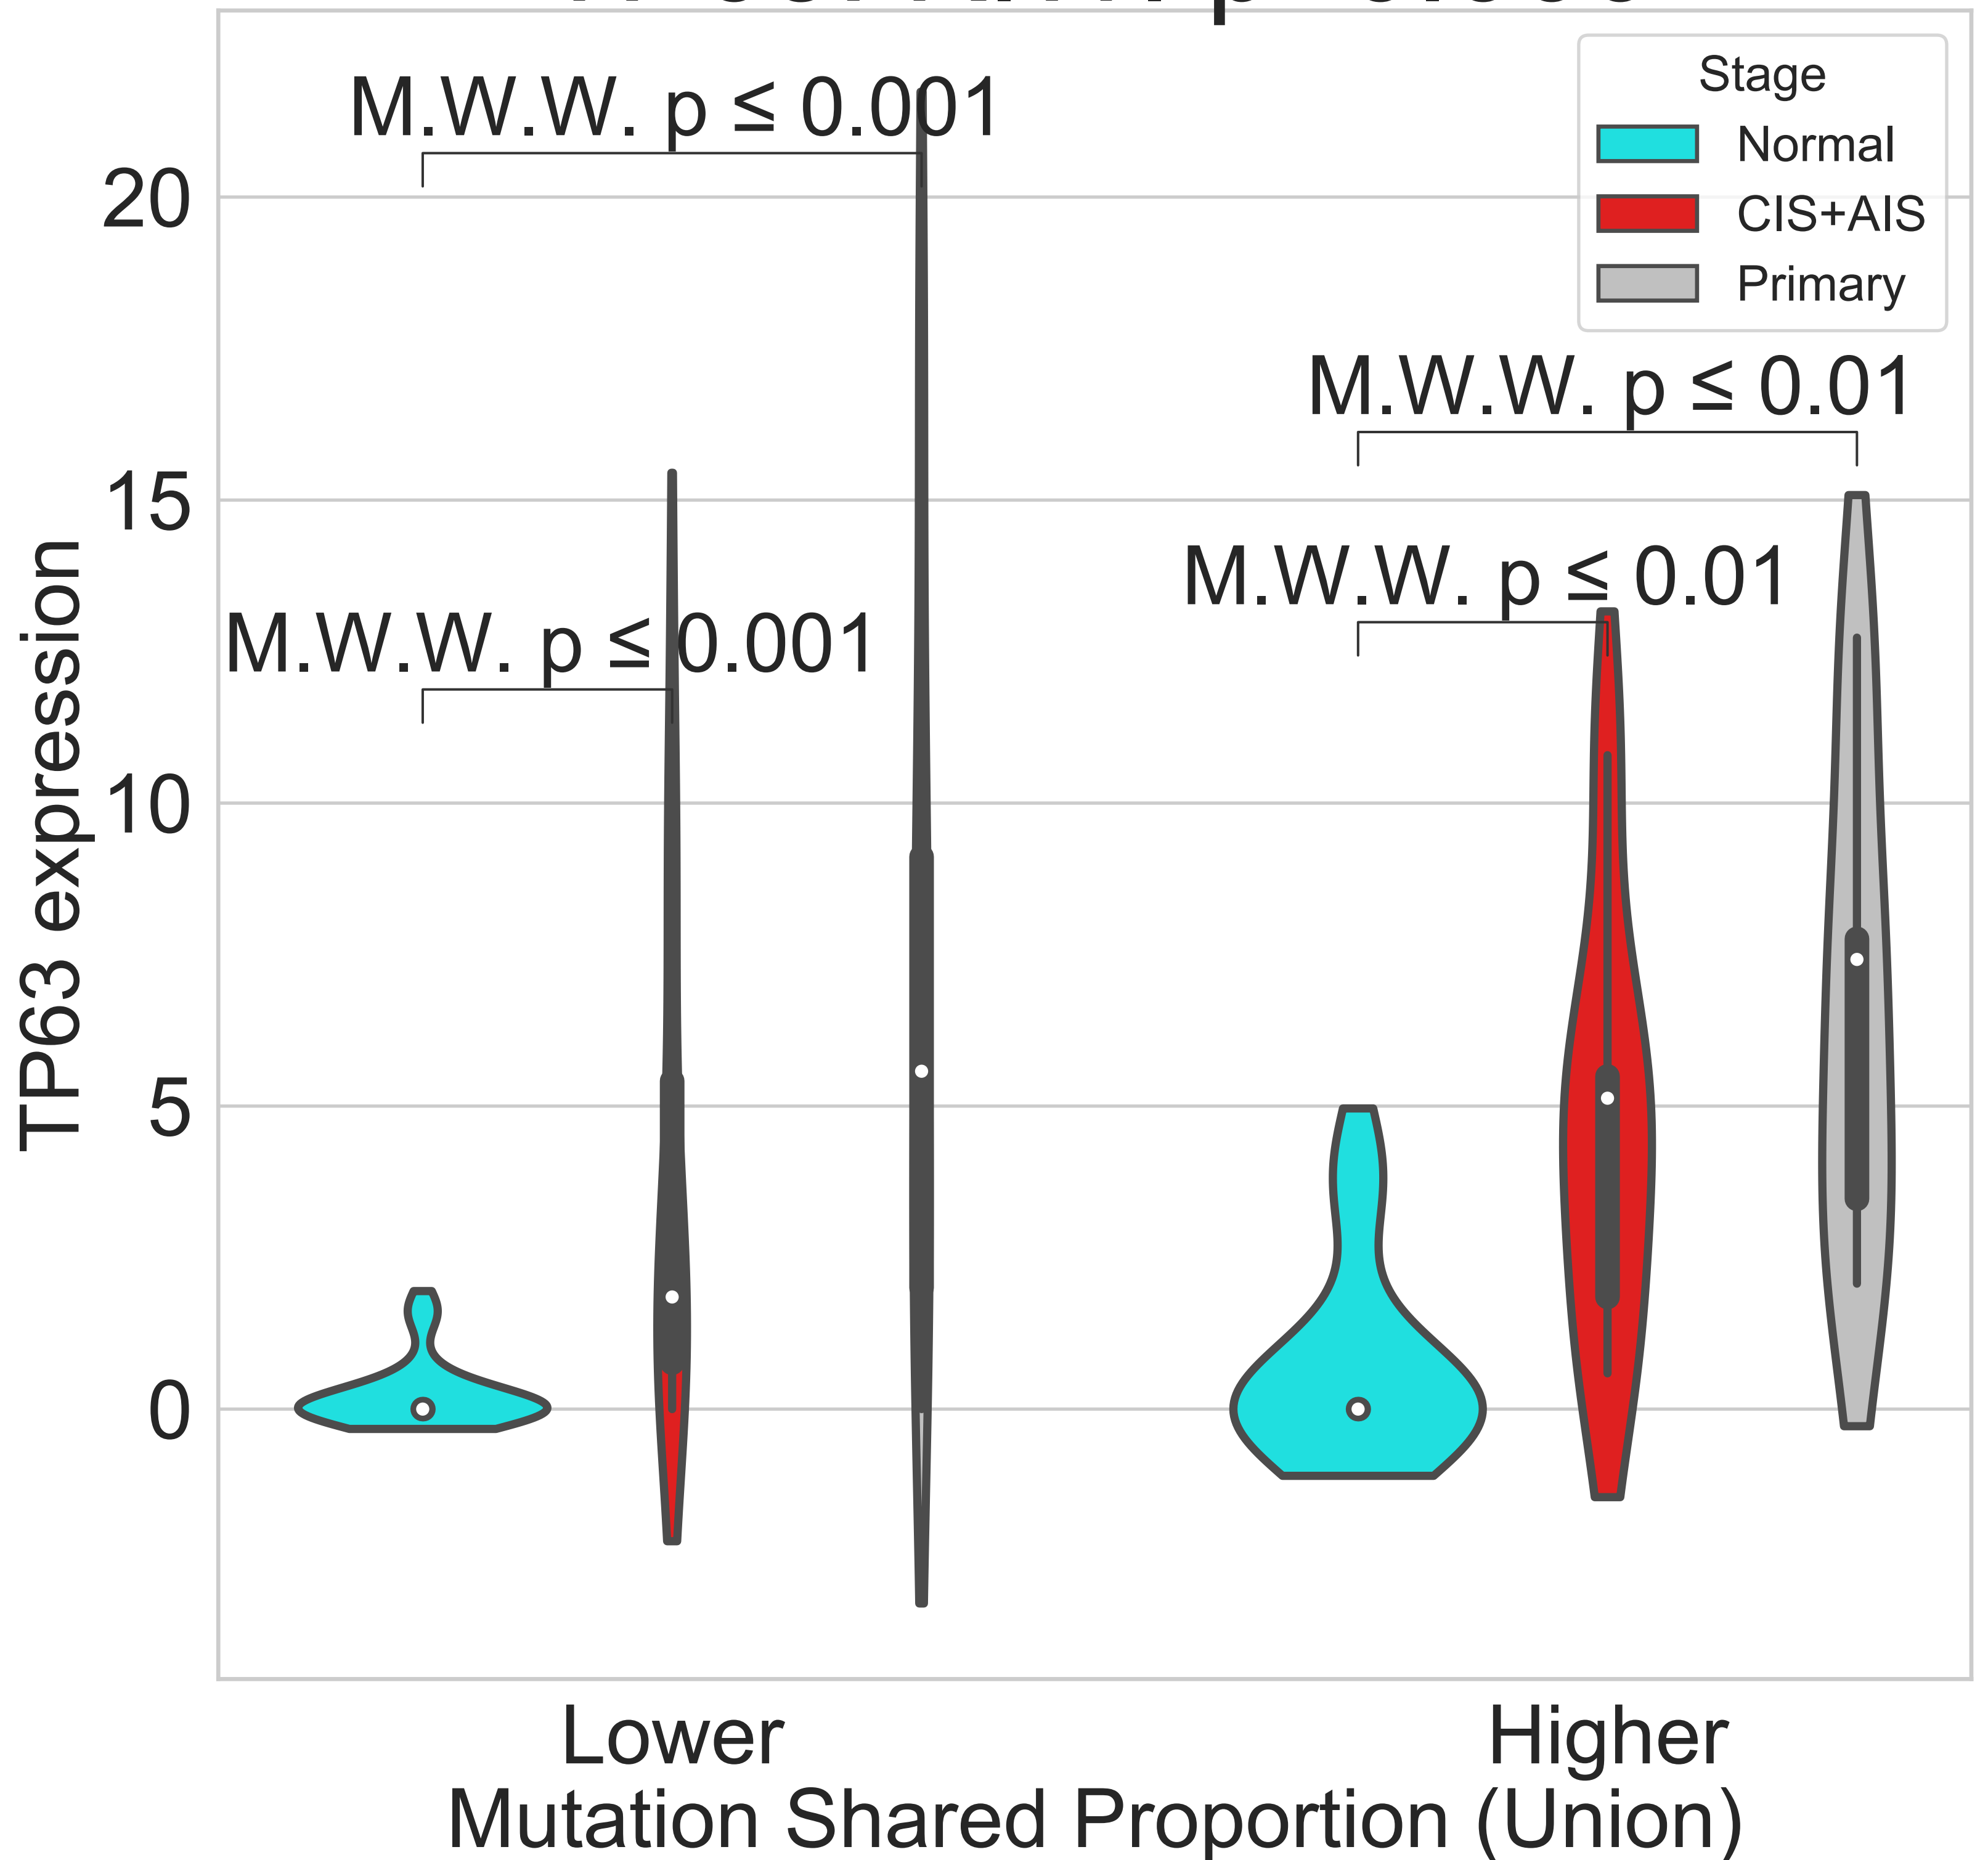 Stage
Normal
CIS+AIS
Primary
M.W.W. p ≤ 0.001
M.W.W. p ≤ 0.01
M.W.W. p ≤ 0.01
M.W.W. p ≤ 0.001
TP63 expression
20
15
10
5
0
Lower
Higher
Mutation Shared Proportion (Union)